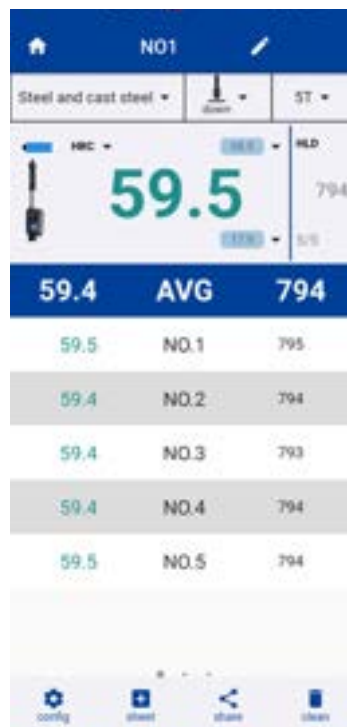 NO1
Steel and cast steel
down
5T
HRC
HLD
59.5
794
17.9
5/5
59.4 AVG 794
59.5 NO.1 795
59.4 NO.2 794
59.4 NO.3 793
59.4 NO.4 794
59.5 NO.5 794
config
sheet
share
clean